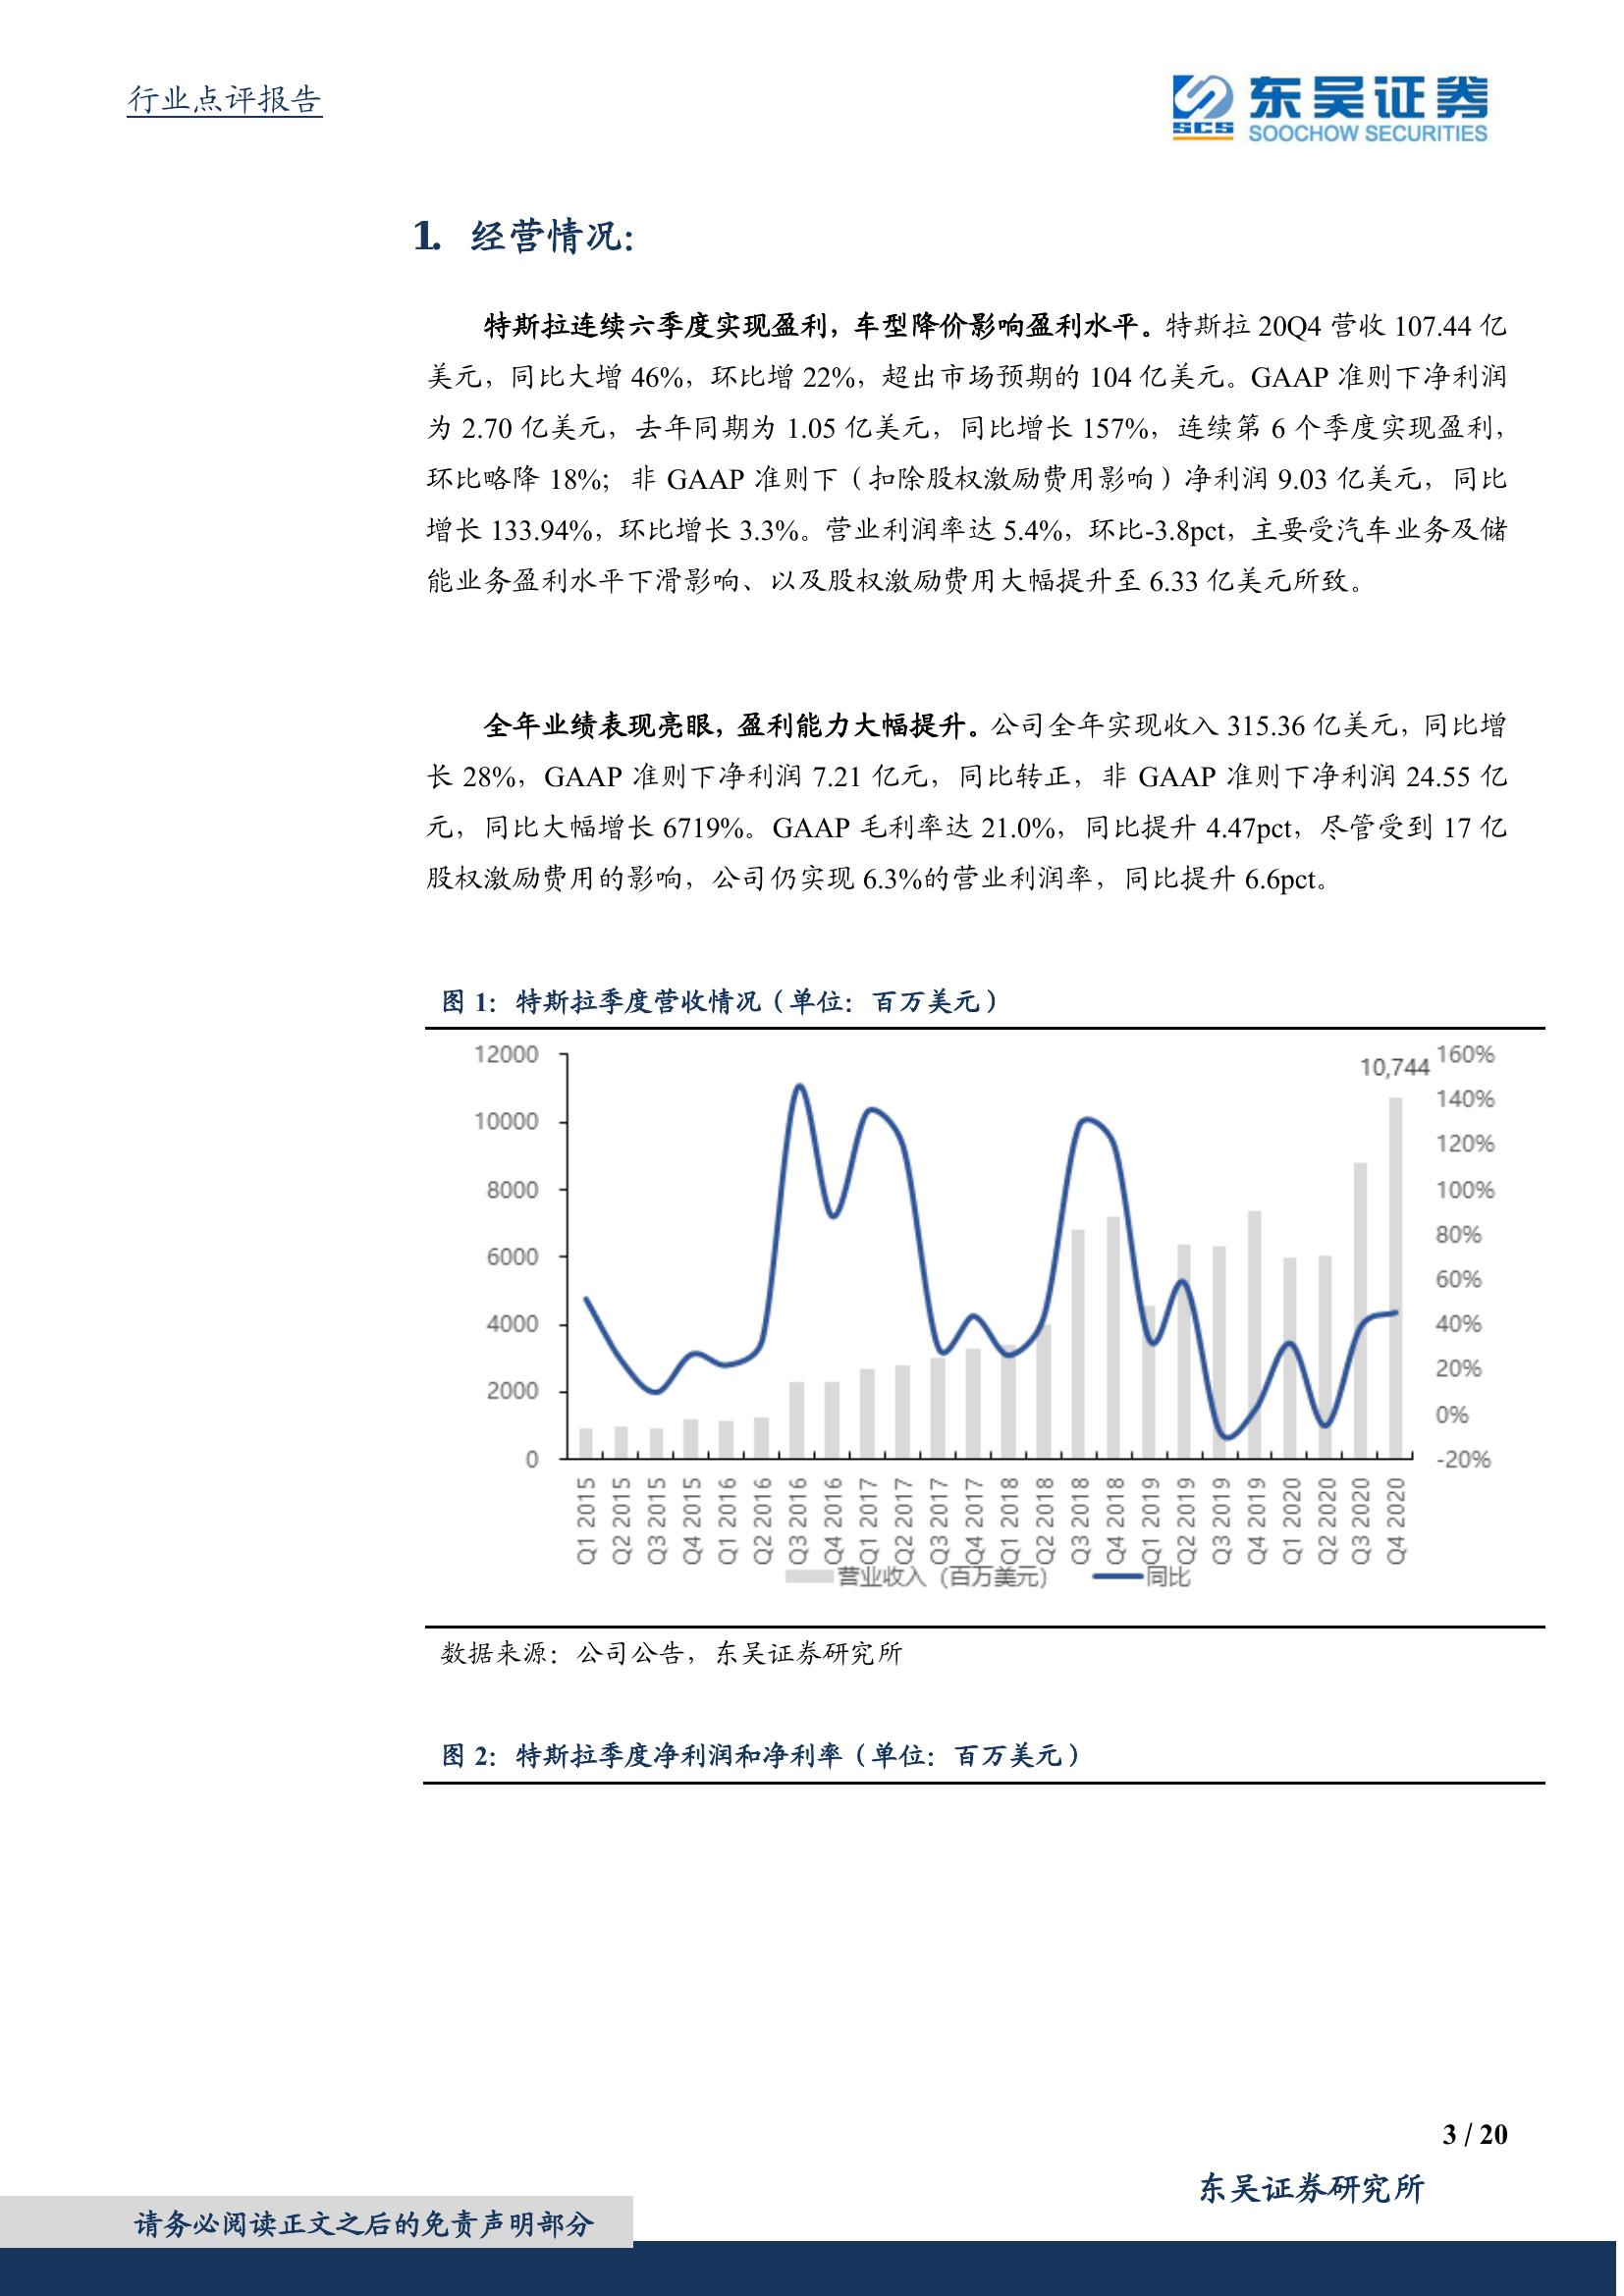 行业点评报告
SCS
东吴证券
SOOCHOW SECURITIES
1. 经营情况：
特斯拉连续六季度实现盈利，车型降价影响盈利水平。特斯拉 20Q4 营收 107.44 亿
美元，同比大增 46%，环比增 22%，超出市场预期的 104 亿美元。GAAP 准则下净利润
为 2.70 亿美元，去年同期为 1.05 亿美元，同比增长 157%，连续第 6 个季度实现盈利，
环比略降 18%；非 GAAP 准则下（扣除股权激励费用影响）净利润 9.03 亿美元，同比
增长 133.94%，环比增长 3.3%。营业利润率达 5.4%，环比-3.8pct，主要受汽车业务及储
能业务盈利水平下滑影响、以及股权激励费用大幅提升至 6.33 亿美元所致。
全年业绩表现亮眼，盈利能力大幅提升。公司全年实现收入 315.36 亿美元，同比增
长 28%，GAAP 准则下净利润 7.21 亿元，同比转正，非 GAAP 准则下净利润 24.55 亿
元，同比大幅增长 6719%。GAAP 毛利率达 21.0%，同比提升 4.47pct，尽管受到 17 亿
股权激励费用的影响，公司仍实现 6.3%的营业利润率，同比提升 6.6pct。
图 1：特斯拉季度营收情况（单位：百万美元）
12000
10000
8000
6000
4000
2000
0
10,744
160%
140%
120%
100%
80%
60%
40%
20%
0%
-20%
Q1 2015
Q2 2015
Q3 2015
Q4 2015
Q1 2016
Q2 2016
Q3 2016
Q4 2016
Q1 2017
Q2 2017
Q3 2017
Q4 2017
Q1 2018
Q2 2018
Q3 2018
Q4 2018
Q1 2019
Q2 2019
Q3 2019
Q4 2019
Q1 2020
Q2 2020
Q3 2020
Q4 2020
营业收入（百万美元） 同比
数据来源：公司公告，东吴证券研究所
图 2：特斯拉季度净利润和净利率（单位：百万美元）
3 / 20
东吴证券研究所
请务必阅读正文之后的免责声明部分